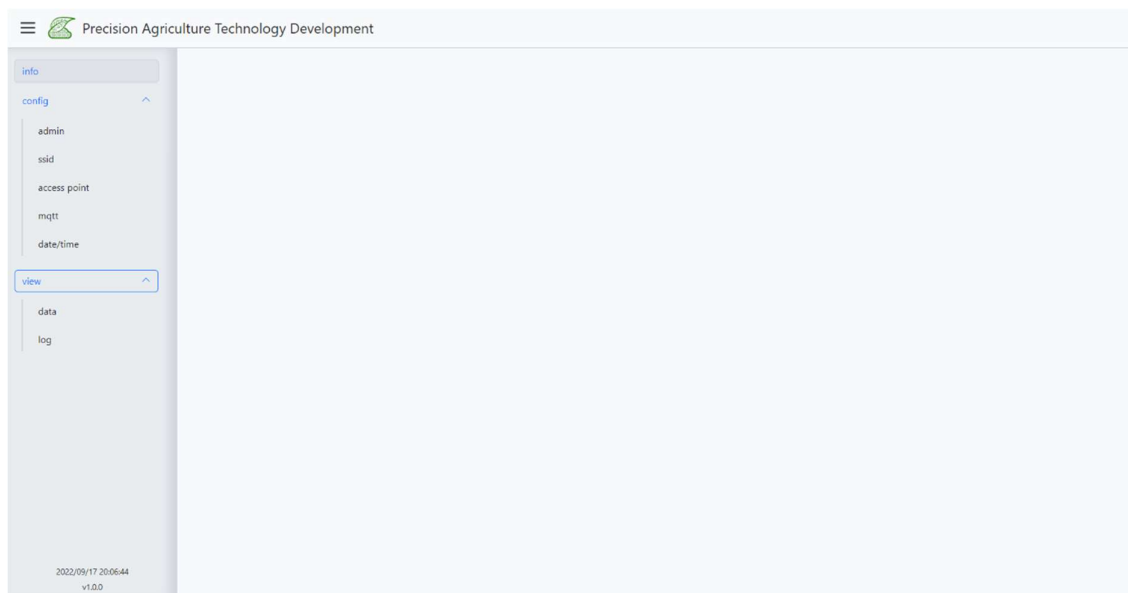 Precision Agriculture Technology Development
info
config
admin
ssid
access point
mqtt
date/time
view
data
log
2022/09/17 20:06:44
v1.0.0